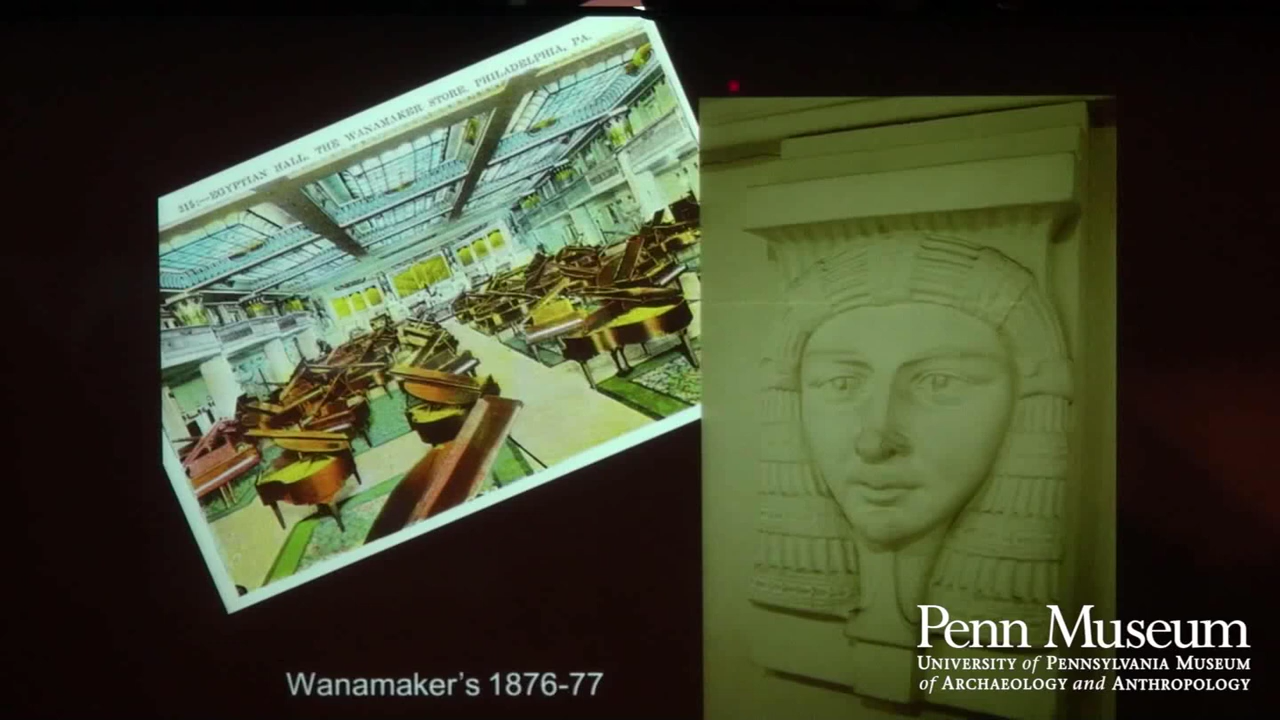 315:—EGYPTIAN HALL, THE WANAMAKER STORE, PHILADELPHIA, PA.
Wanamaker's 1876-77
Penn Museum
UNIVERSITY of PENNSYLVANIA MUSEUM
of ARCHAEOLOGY and ANTHROPOLOGY